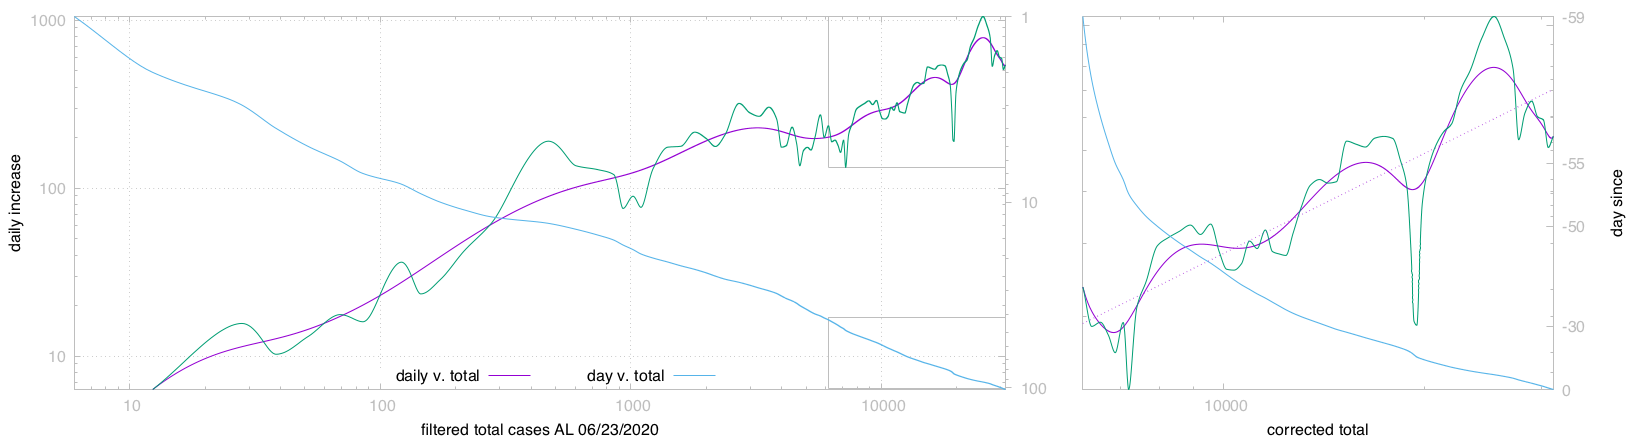 1000
100
10
daily increase
10
100
1000
10000
filtered total cases AL 06/23/2020
daily v. total
day v. total
1
10
100
10000
corrected total
-59
-55
-50
-30
0
day since